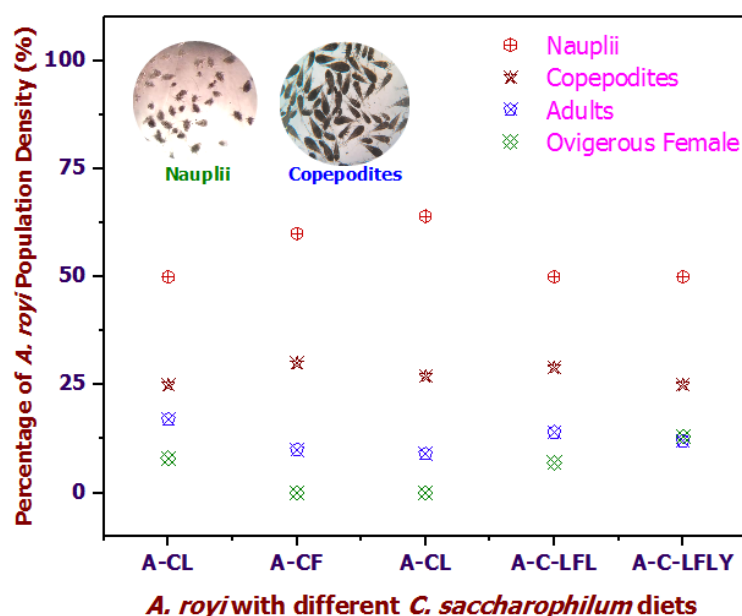 Percentage of A. royi Population Density (%)
100
75
50
25
0
Nauplii
Copepodites
Nauplii
Copepodites
Adults
Ovigerous Female
A-CL
A-CF
A-CL
A-C-LFL
A-C-LFLY
A. royi with different C. saccharophilum diets